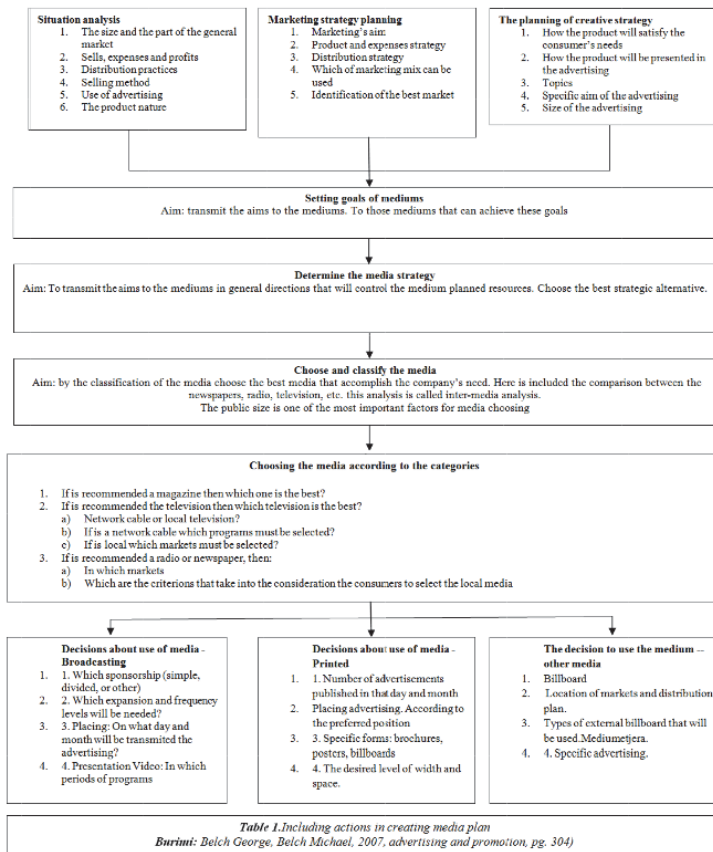 Situation analysis
1. The size and the part of the general
market
2. Sells, expenses and profits
3. Distribution practices
4. Selling method
5. Use of advertising
6. The product nature
Marketing strategy planning
1. Marketing's aim
2. Product and expenses strategy
3. Distribution strategy
4. Which of marketing mix can be
used
5. Identification of the best market
The planning of creative strategy
1. How the product will satisfy the
consumer's needs
2. How the product will be presented in
the advertising
3. Topics
4. Specific aim of the advertising
5. Size of the advertising
Setting goals of mediums
Aim: transmit the aims to the mediums. To those mediums that can achieve these goals
Determine the media strategy
Aim: To transmit the aims to the mediums in general directions that will control the medium planned resources. Choose the best strategic alternative.
Choose and classify the media
Aim: by the classification of the media choose the best media that accomplish the company's need. Here is included the comparison between the
newspapers, radio, television, etc. this analysis is called inter-media analysis.
The public size is one of the most important factors for media choosing
Choosing the media according to the categories
1. If is recommended a magazine then which one is the best?
2. If is recommended the television then which television is the best?
a) Network cable or local television?
b) If is a network cable which programs must be selected?
c) If is local which markets must be selected?
3. If is recommended a radio or newspaper, then:
a) In which markets
b) Which are the criterions that take into the consideration the consumers to select the local media
Decisions about use of media -
Broadcasting
1. 1. Which sponsorship (simple,
divided, or other)
2. 2. Which expansion and frequency
levels will be needed?
3. 3. Placing: On what day and
month will be transmited the
advertising?
4. 4. Presentation Video: In which
periods of programs
Decisions about use of media -
Printed
1. 1. Number of advertisements
published in that day and month
2. Placing advertising. According to
the preferred position
3. 3. Specific forms: brochures,
posters, billboards
4. 4. The desired level of width and
space.
The decision to use the medium --
other media
1. Billboard
2. Location of markets and distribution
plan.
3. Types of external billboard that will
be used.Mediumetjera.
4. 4. Specific advertising.
Table 1.Including actions in creating media plan
Burimi: Belch George, Belch Michael, 2007, advertising and promotion, pg. 304)